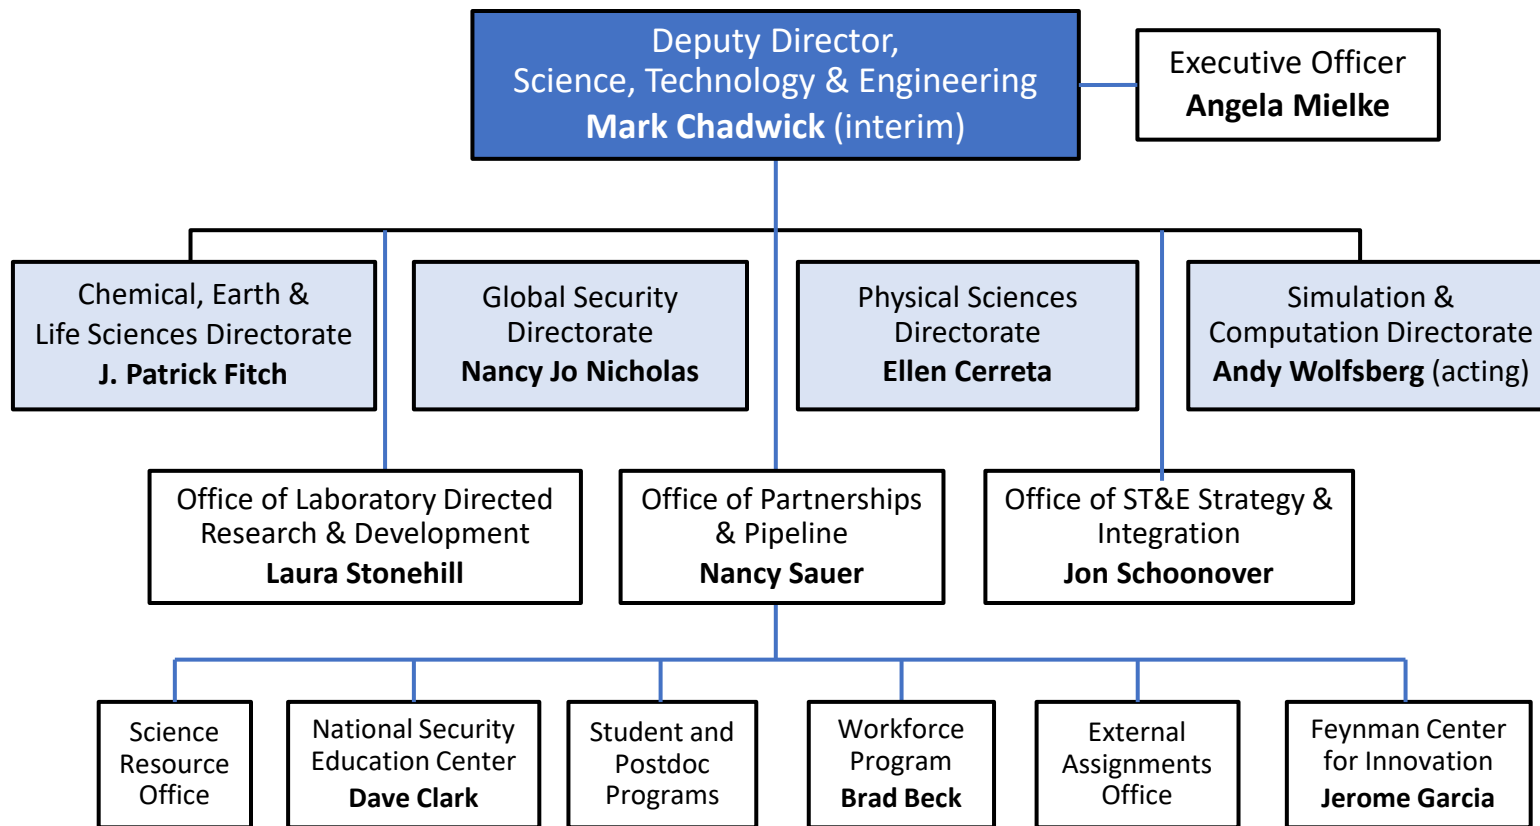 Deputy Director,
Science, Technology & Engineering
Mark Chadwick (interim)
Executive Officer
Angela Mielke
Chemical, Earth &
Life Sciences Directorate
J. Patrick Fitch
Global Security
Directorate
Nancy Jo Nicholas
Physical Sciences
Directorate
Ellen Cerreta
Simulation &
Computation Directorate
Andy Wolfsberg (acting)
Office of Laboratory Directed
Research & Development
Laura Stonehill
Office of Partnerships
& Pipeline
Nancy Sauer
Office of ST&E Strategy &
Integration
Jon Schoonover
Science
Resource
Office
National Security
Education Center
Dave Clark
Student and
Postdoc
Programs
Workforce
Program
Brad Beck
External
Assignments
Office
Feynman Center
for Innovation
Jerome Garcia